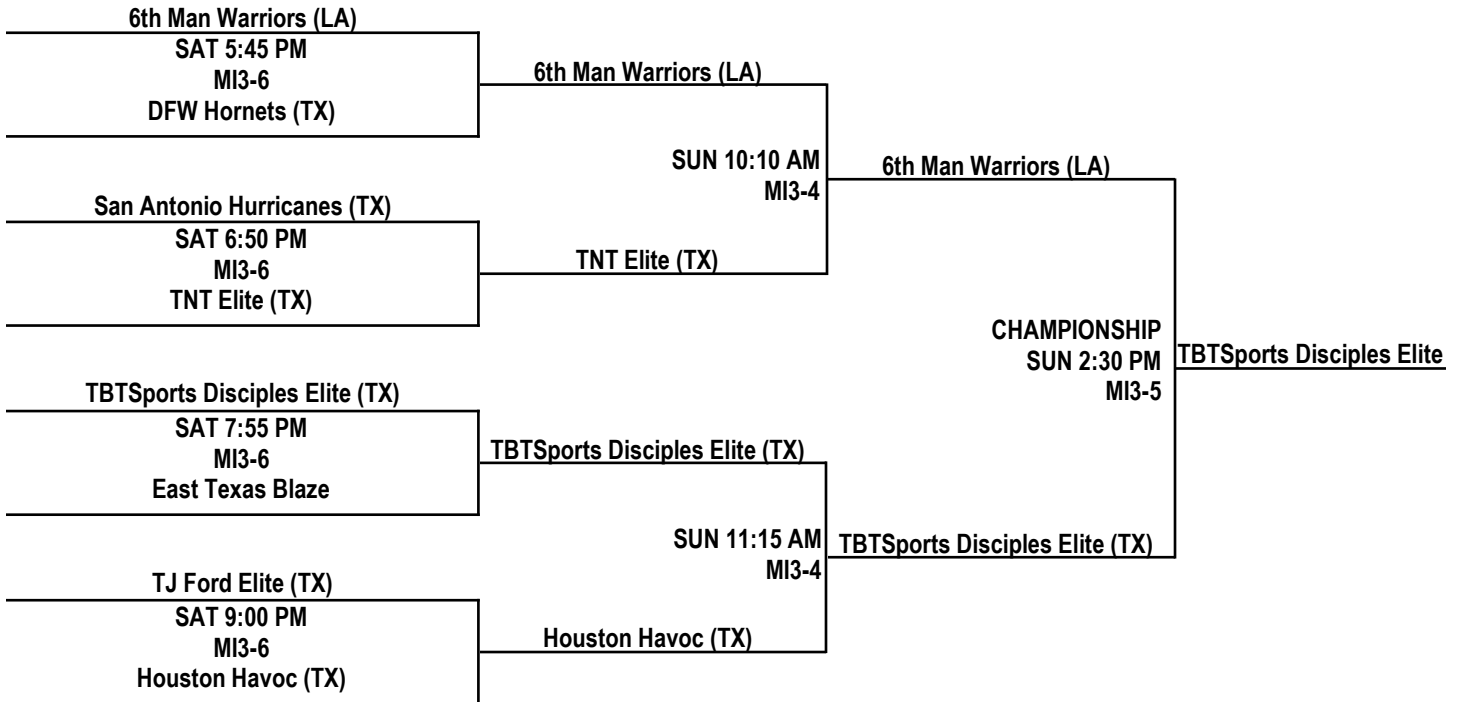 6th Man Warriors (LA)
SAT 5:45 PM
MI3-6
DFW Hornets (TX)
San Antonio Hurricanes (TX)
SAT 6:50 PM
MI3-6
TNT Elite (TX)
TBTSports Disciples Elite (TX)
SAT 7:55 PM
MI3-6
East Texas Blaze
TJ Ford Elite (TX)
SAT 9:00 PM
MI3-6
Houston Havoc (TX)
6th Man Warriors (LA)
SUN 10:10 AM
MI3-4
TNT Elite (TX)
TBTSports Disciples Elite (TX)
SUN 11:15 AM
MI3-4
Houston Havoc (TX)
6th Man Warriors (LA)
CHAMPIONSHIP
SUN 2:30 PM
MI3-5
TBTSports Disciples Elite (TX)
TBTSports Disciples Elite